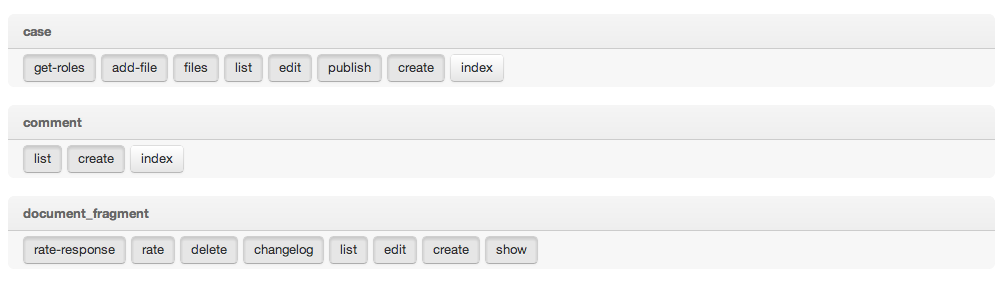 case
get-roles add-file files list edit publish create index
comment
list create index
document_fragment
rate-response rate delete changelog list edit create show